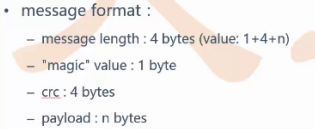 • message format :
– message length : 4 bytes (value: 1+4+n)
– "magic" value : 1 byte
– crc : 4 bytes
– payload : n bytes